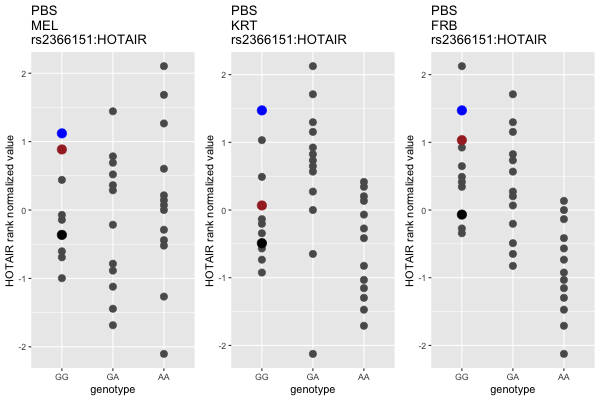 PBS
MEL
rs2366151:HOTAIR
HOTAIR rank normalized value
2
1
0
-1
-2
GG
GA
AA
genotype
PBS
KRT
rs2366151:HOTAIR
HOTAIR rank normalized value
2
1
0
-1
-2
GG
GA
AA
genotype
PBS
FRB
rs2366151:HOTAIR
HOTAIR rank normalized value
2
1
0
-1
-2
GG
GA
AA
genotype